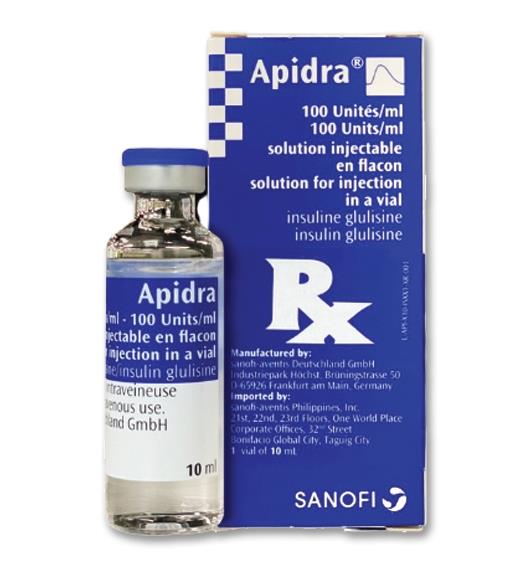 Apidra®
100 Unités/ml
100 Units/ml
solution injectable
en flacon
solution for injection
in a vial
insuline glulisine
insulin glulisine
Rx
Manufactured by:
sanofi-aventis Deutschland GmbH
Industriepark Höchst, Brüningstrasse 50
D-65926 Frankfurt am Main, Germany
Imported by:
sanofi-aventis Philippines, Inc.
21st, 22nd, 23rd Floors, One World Place
Corporate Offices, 32nd Street
Bonifacio Global City, Taguig City
1 vial of 10 mL
SANOFI
Apidra
/ml - 100 Units/ml
jectable en flacon
r injection in a vial
ine/insulin glulisine
ntraveineuse
venous use.
chland GmbH
10 ml